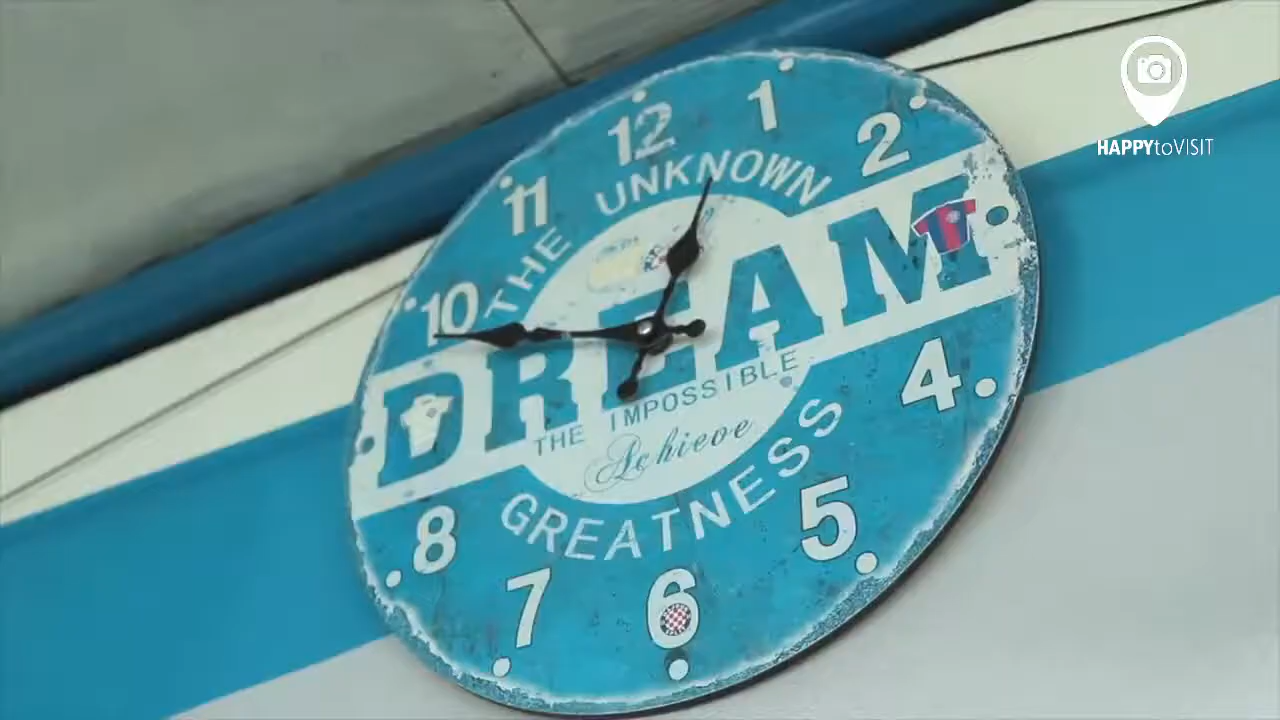 HAPPYtoVISIT
12
1
2
11
THE UNKNOWN
10
DREAM
4
THE IMPOSSIBLE
Achieve
GREATNESS
8
5
7
6